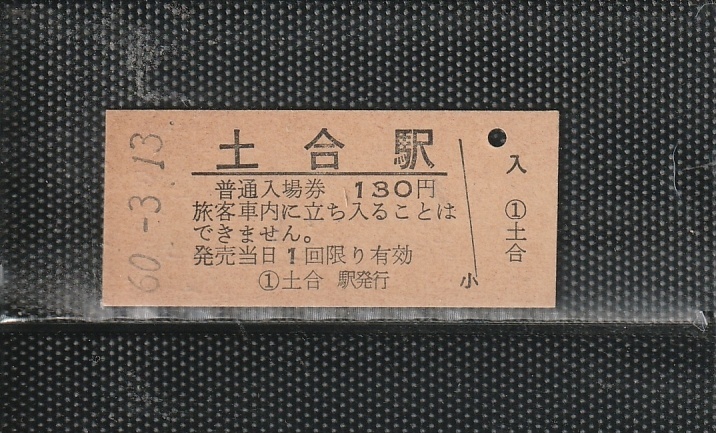 60.-3.13
土合駅
普通入場券 130円
旅客車内に立ち入ることは
できません。
発売当日1回限り有効
①土合 駅発行
小
入
①土合